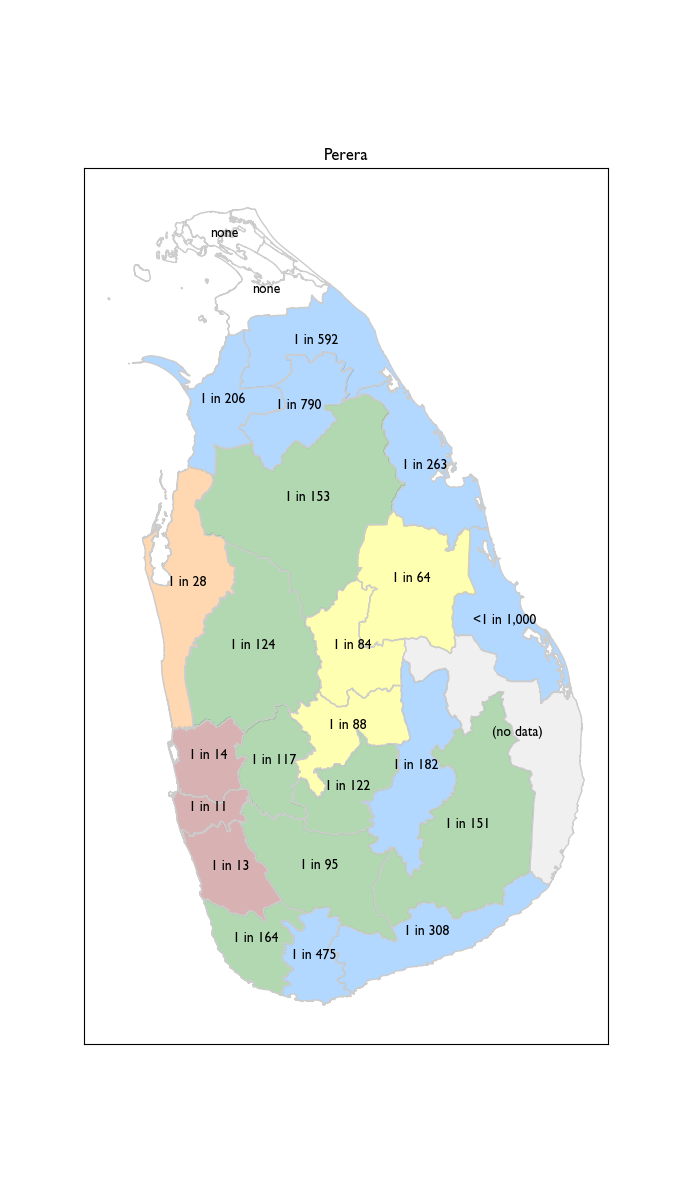 Perera
none
none
1 in 592
1 in 206
1 in 790
1 in 263
1 in 153
1 in 64
1 in 28
<1 in 1,000
1 in 124
1 in 84
1 in 88
(no data)
1 in 14
1 in 117
1 in 182
1 in 122
1 in 11
1 in 151
1 in 13
1 in 95
1 in 308
1 in 164
1 in 475